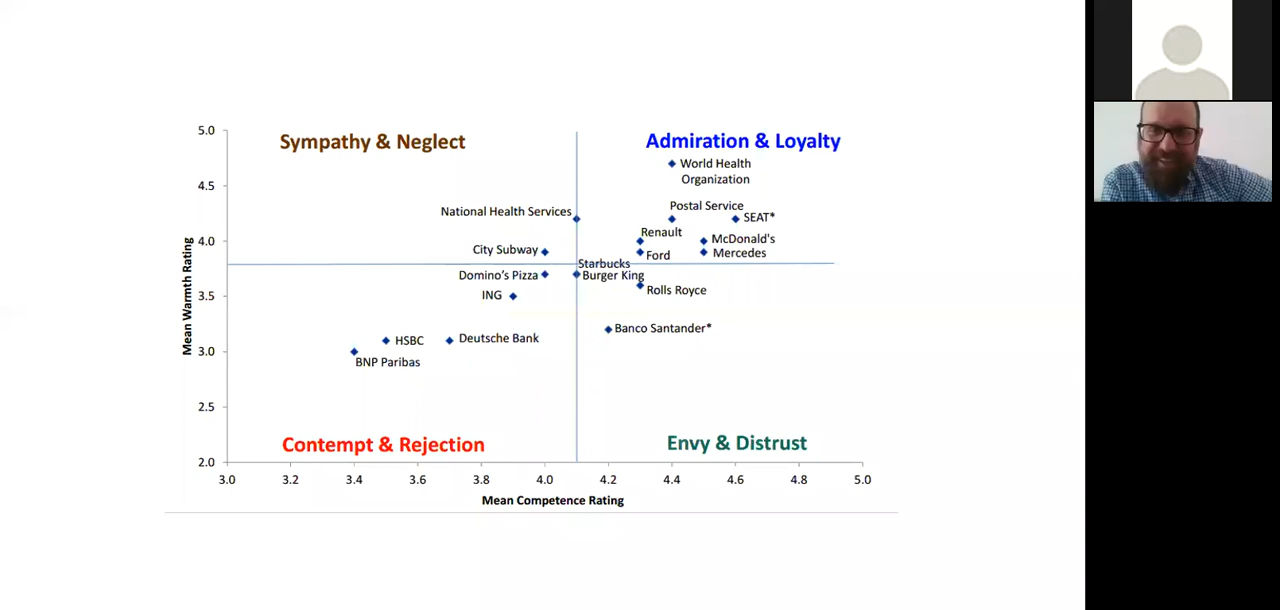 5.0
Sympathy & Neglect
Admiration & Loyalty
World Health
Organization
4.5
Postal Service
National Health Services
SEAT*
Renault
4.0
McDonald's
City Subway
Ford
Mercedes
Starbucks
Domino's Pizza
Burger King
ING
Rolls Royce
3.5
Mean Warmth Rating
Banco Santander*
HSBC
Deutsche Bank
3.0
BNP Paribas
2.5
Contempt & Rejection
Envy & Distrust
2.0
3.0 3.2 3.4 3.6 3.8 4.0 4.2 4.4 4.6 4.8 5.0
Mean Competence Rating